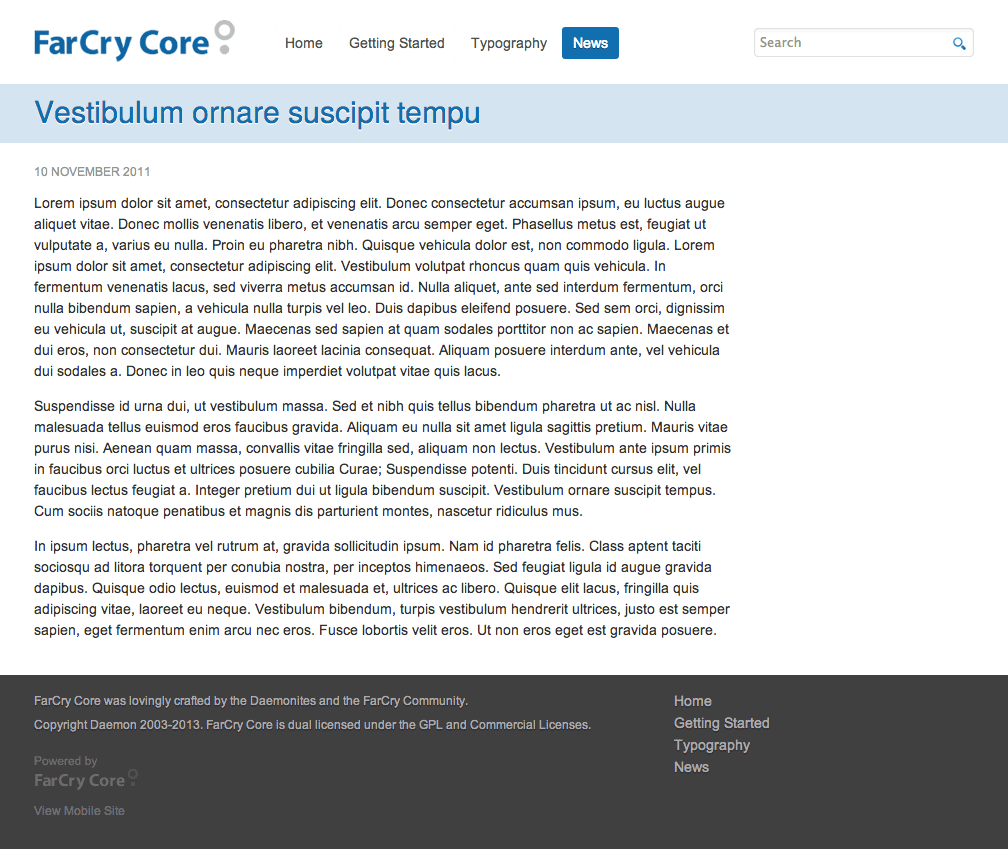 FarCry Core
Home
Getting Started
Typography
News
Search
Vestibulum ornare suscipit tempu
10 NOVEMBER 2011
Lorem ipsum dolor sit amet, consectetur adipiscing elit. Donec consectetur accumsan ipsum, eu luctus augue
aliquet vitae. Donec mollis venenatis libero, et venenatis arcu semper eget. Phasellus metus est, feugiat ut
vulputate a, varius eu nulla. Proin eu pharetra nibh. Quisque vehicula dolor est, non commodo ligula. Lorem
ipsum dolor sit amet, consectetur adipiscing elit. Vestibulum volutpat rhoncus quam quis vehicula. In
fermentum venenatis lacus, sed viverra metus accumsan id. Nulla aliquet, ante sed interdum fermentum, orci
nulla bibendum sapien, a vehicula nulla turpis vel leo. Duis dapibus eleifend posuere. Sed sem orci, dignissim
eu vehicula ut, suscipit at augue. Maecenas sed sapien at quam sodales porttitor non ac sapien. Maecenas et
dui eros, non consectetur dui. Mauris laoreet lacinia consequat. Aliquam posuere interdum ante, vel vehicula
dui sodales a. Donec in leo quis neque imperdiet volutpat vitae quis lacus.
Suspendisse id urna dui, ut vestibulum massa. Sed et nibh quis tellus bibendum pharetra ut ac nisl. Nulla
malesuada tellus euismod eros faucibus gravida. Aliquam eu nulla sit amet ligula sagittis pretium. Mauris vitae
purus nisi. Aenean quam massa, convallis vitae fringilla sed, aliquam non lectus. Vestibulum ante ipsum primis
in faucibus orci luctus et ultrices posuere cubilia Curae; Suspendisse potenti. Duis tincidunt cursus elit, vel
faucibus lectus feugiat a. Integer pretium dui ut ligula bibendum suscipit. Vestibulum ornare suscipit tempus.
Cum sociis natoque penatibus et magnis dis parturient montes, nascetur ridiculus mus.
In ipsum lectus, pharetra vel rutrum at, gravida sollicitudin ipsum. Nam id pharetra felis. Class aptent taciti
sociosqu ad litora torquent per conubia nostra, per inceptos himenaeos. Sed feugiat ligula id augue gravida
dapibus. Quisque odio lectus, euismod et malesuada et, ultrices ac libero. Quisque elit lacus, fringilla quis
adipiscing vitae, laoreet eu neque. Vestibulum bibendum, turpis vestibulum hendrerit ultrices, justo est semper
sapien, eget fermentum enim arcu nec eros. Fusce lobortis velit eros. Ut non eros eget est gravida posuere.
FarCry Core was lovingly crafted by the Daemonites and the FarCry Community.
Copyright Daemon 2003-2013. FarCry Core is dual licensed under the GPL and Commercial Licenses.
Powered by
FarCry Core
View Mobile Site
Home
Getting Started
Typography
News